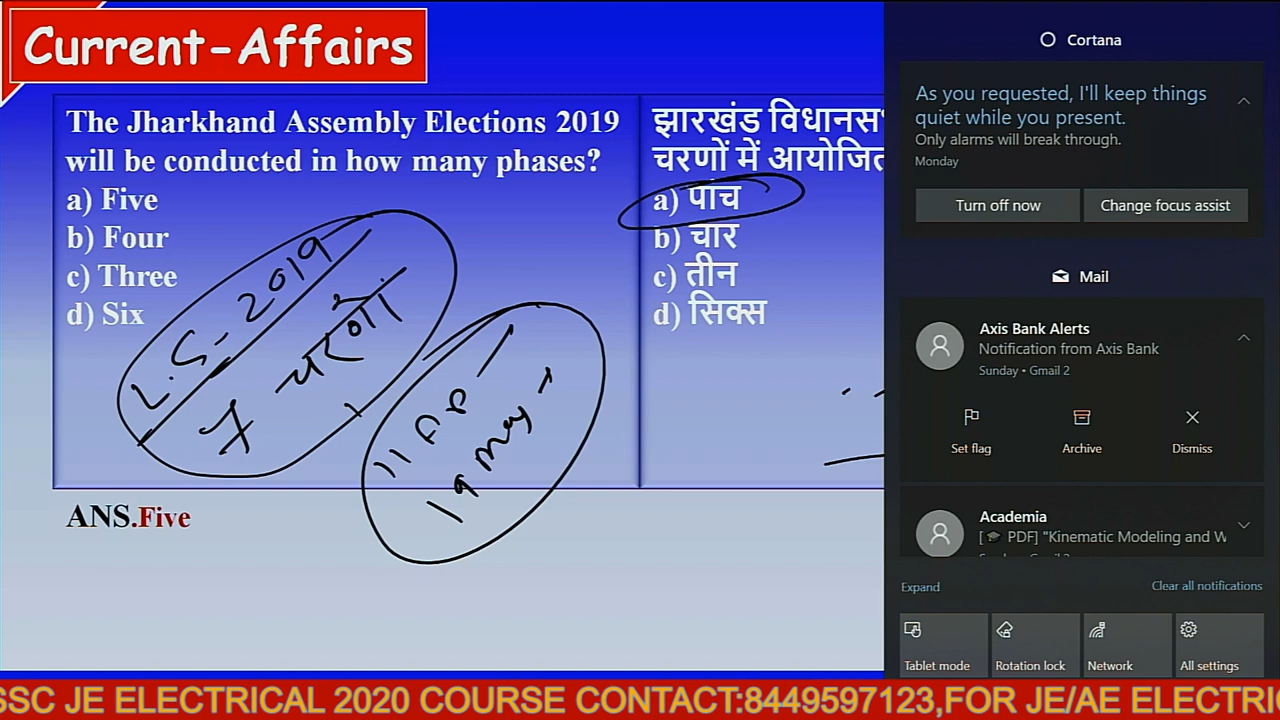 Current-Affairs
The Jharkhand Assembly Elections 2019
will be conducted in how many phases?
a) Five
b) Four
c) Three
d) Six
झारखंड विधानसभ
चरणों में आयोजित
a) पांच
b) चार
c) तीन
d) सिक्स
L.S-2019
7 चरणों
11 AP
19 May
ANS.Five
Cortana
As you requested, I'll keep things
quiet while you present.
Only alarms will break through.
Monday
Turn off now
Change focus assist
Mail
Axis Bank Alerts
Notification from Axis Bank
Sunday • Gmail 2
Set flag
Archive
Dismiss
Academia
[🎓 PDF] "Kinematic Modeling and W
Expand
Clear all notifications
Tablet mode
Rotation lock
Network
All settings
SSC JE ELECTRICAL 2020 COURSE CONTACT:8449597123,FOR JE/AE ELECTRIC